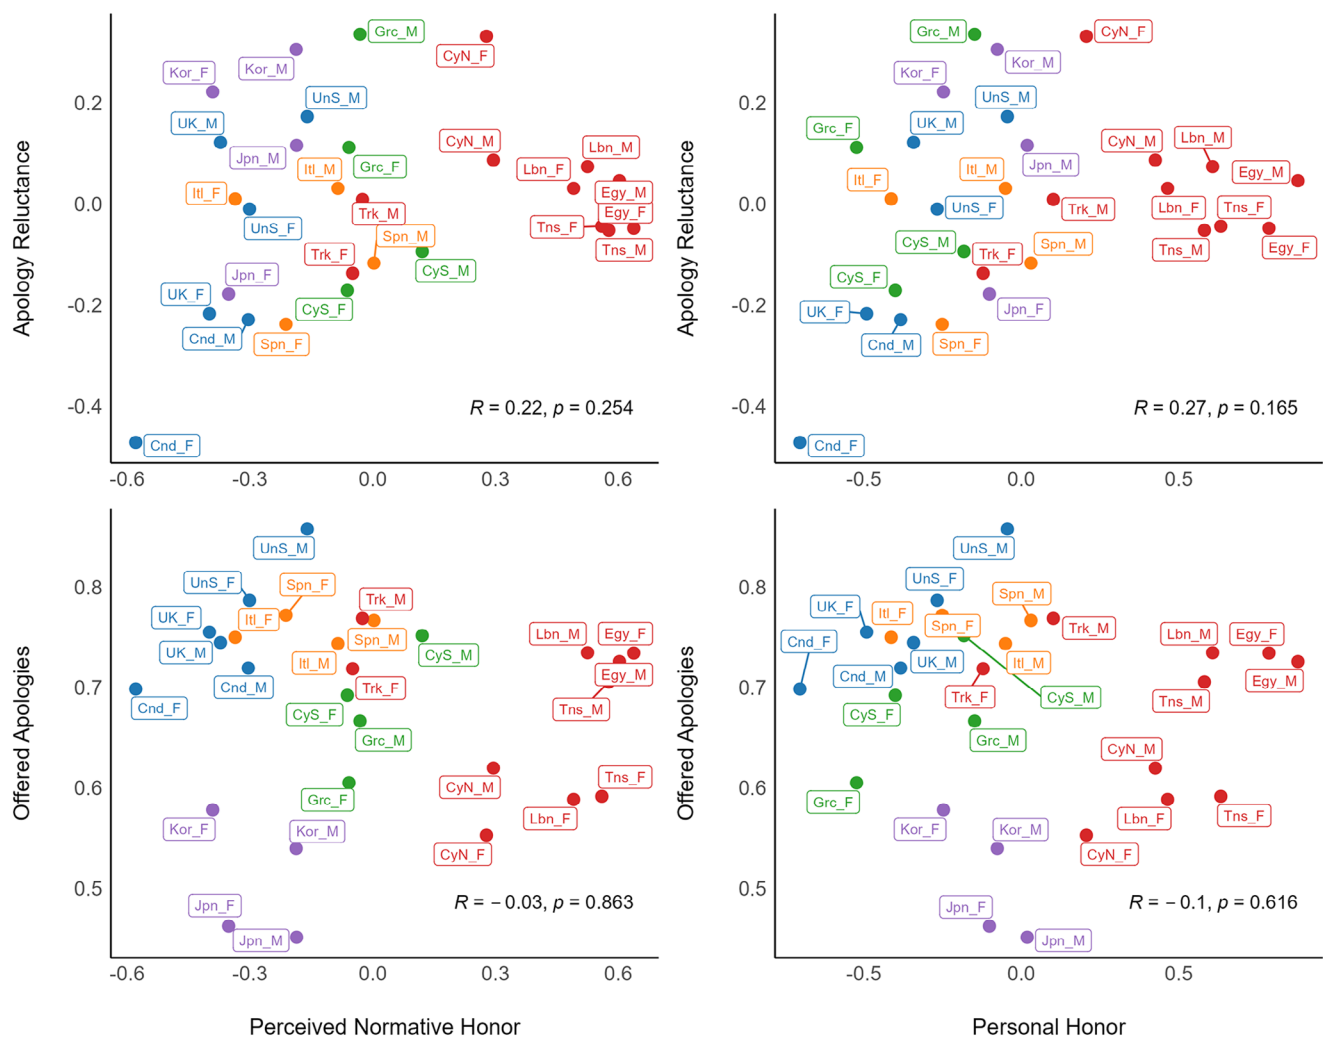 Apology Reluctance
0.2
0.0
-0.2
-0.4
Grc_M
CyN_F
Kor_M
Kor_F
UnS_M
UK_M
Jpn_M
Grc_F
CyN_M
Lbn_M
Itl_M
Lbn_F
Itl_F
Egy_M
Trk_M
Egy_F
UnS_F
Tns_F
Spn_M
Tns_M
Trk_F
CyS_M
Jpn_F
UK_F
CyS_F
Cnd_M
Spn_F
R = 0.22, p = 0.254
Cnd_F
-0.6
-0.3
0.0
0.3
0.6
Apology Reluctance
0.2
0.0
-0.2
-0.4
Grc_M
CyN_F
Kor_M
Kor_F
UnS_M
Grc_F
UK_M
CyN_M
Lbn_M
Jpn_M
Itl_M
Itl_F
Egy_M
UnS_F
Trk_M
Lbn_F
Tns_F
CyS_M
Spn_M
Trk_F
Tns_M
Egy_F
CyS_F
UK_F
Jpn_F
Cnd_M
Spn_F
R = 0.27, p = 0.165
Cnd_F
-0.5
0.0
0.5
Offered Apologies
0.8
0.7
0.6
0.5
UnS_M
UnS_F
Spn_F
Trk_M
UK_F
Itl_F
Spn_M
Lbn_M
Egy_F
UK_M
Itl_M
CyS_M
Cnd_M
Trk_F
Egy_M
Cnd_F
CyS_F
Tns_M
Grc_M
CyN_M
Tns_F
Grc_F
Lbn_F
Kor_F
Kor_M
CyN_F
Jpn_F
R = − 0.03, p = 0.863
Jpn_M
-0.6
-0.3
0.0
0.3
0.6
Perceived Normative Honor
Offered Apologies
0.8
0.7
0.6
0.5
UnS_M
UnS_F
Spn_M
UK_F
Itl_F
Spn_F
Trk_M
Cnd_F
Lbn_M
Egy_F
UK_M
Itl_M
Cnd_M
Egy_M
Trk_F
CyS_M
Tns_M
CyS_F
Grc_M
CyN_M
Grc_F
Lbn_F
Tns_F
Kor_F
Kor_M
CyN_F
Jpn_F
R = − 0.1, p = 0.616
Jpn_M
-0.5
0.0
0.5
Personal Honor